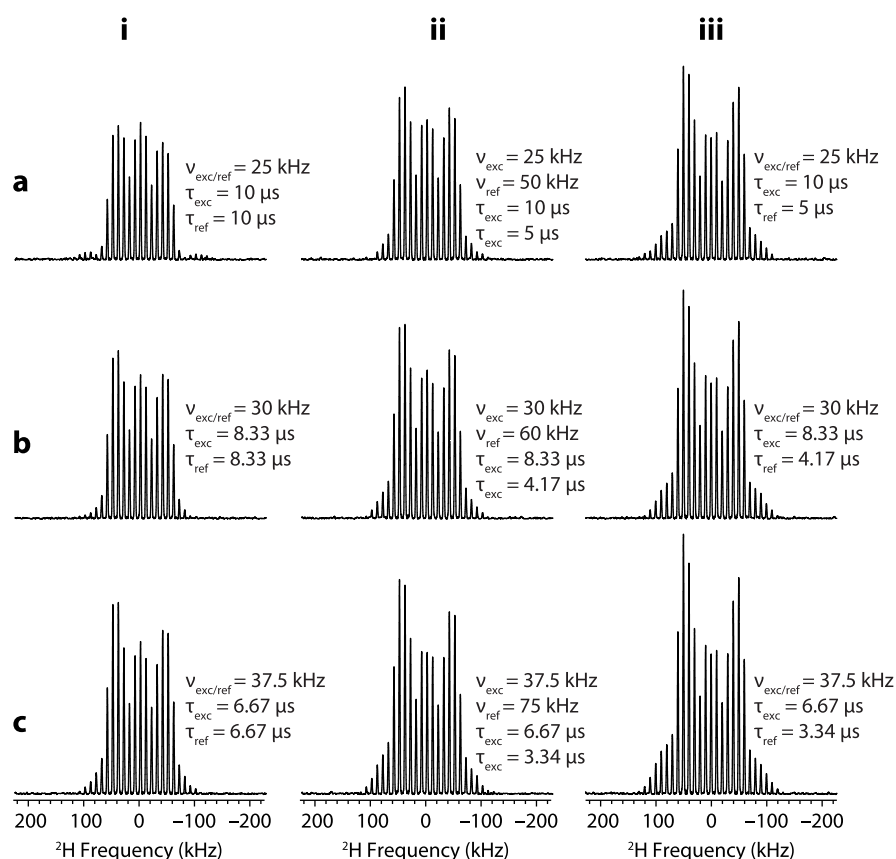 i ii iii
a
ν_exc/ref = 25 kHz
τ_exc = 10 μs
τ_ref = 10 μs
ν_exc = 25 kHz
ν_ref = 50 kHz
τ_exc = 10 μs
τ_exc = 5 μs
ν_exc/ref = 25 kHz
τ_exc = 10 μs
τ_ref = 5 μs
b
ν_exc/ref = 30 kHz
τ_exc = 8.33 μs
τ_ref = 8.33 μs
ν_exc = 30 kHz
ν_ref = 60 kHz
τ_exc = 8.33 μs
τ_exc = 4.17 μs
ν_exc/ref = 30 kHz
τ_exc = 8.33 μs
τ_ref = 4.17 μs
c
ν_exc/ref = 37.5 kHz
τ_exc = 6.67 μs
τ_ref = 6.67 μs
ν_exc = 37.5 kHz
ν_ref = 75 kHz
τ_exc = 6.67 μs
τ_exc = 3.34 μs
ν_exc/ref = 37.5 kHz
τ_exc = 6.67 μs
τ_ref = 3.34 μs
200 100 0 −100 −200
200 100 0 −100 −200
200 100 0 −100 −200
²H Frequency (kHz)
²H Frequency (kHz)
²H Frequency (kHz)